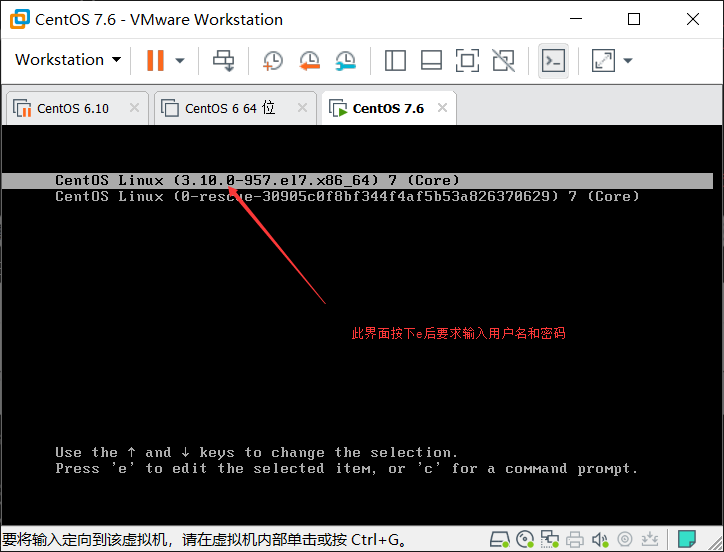 CentOS 7.6 - VMware Workstation
Workstation
CentOS 6.10
CentOS 6 64 位
CentOS 7.6
CentOS Linux (3.10.0-957.el7.x86_64) 7 (Core)
CentOS Linux (0-rescue-30905c0f8bf344f4af5b53a826370629) 7 (Core)
此界面按下e后要求输入用户名和密码
Use the ↑ and ↓ keys to change the selection.
Press 'e' to edit the selected item, or 'c' for a command prompt.
要将输入定向到该虚拟机，请在虚拟机内部单击或按 Ctrl+G。